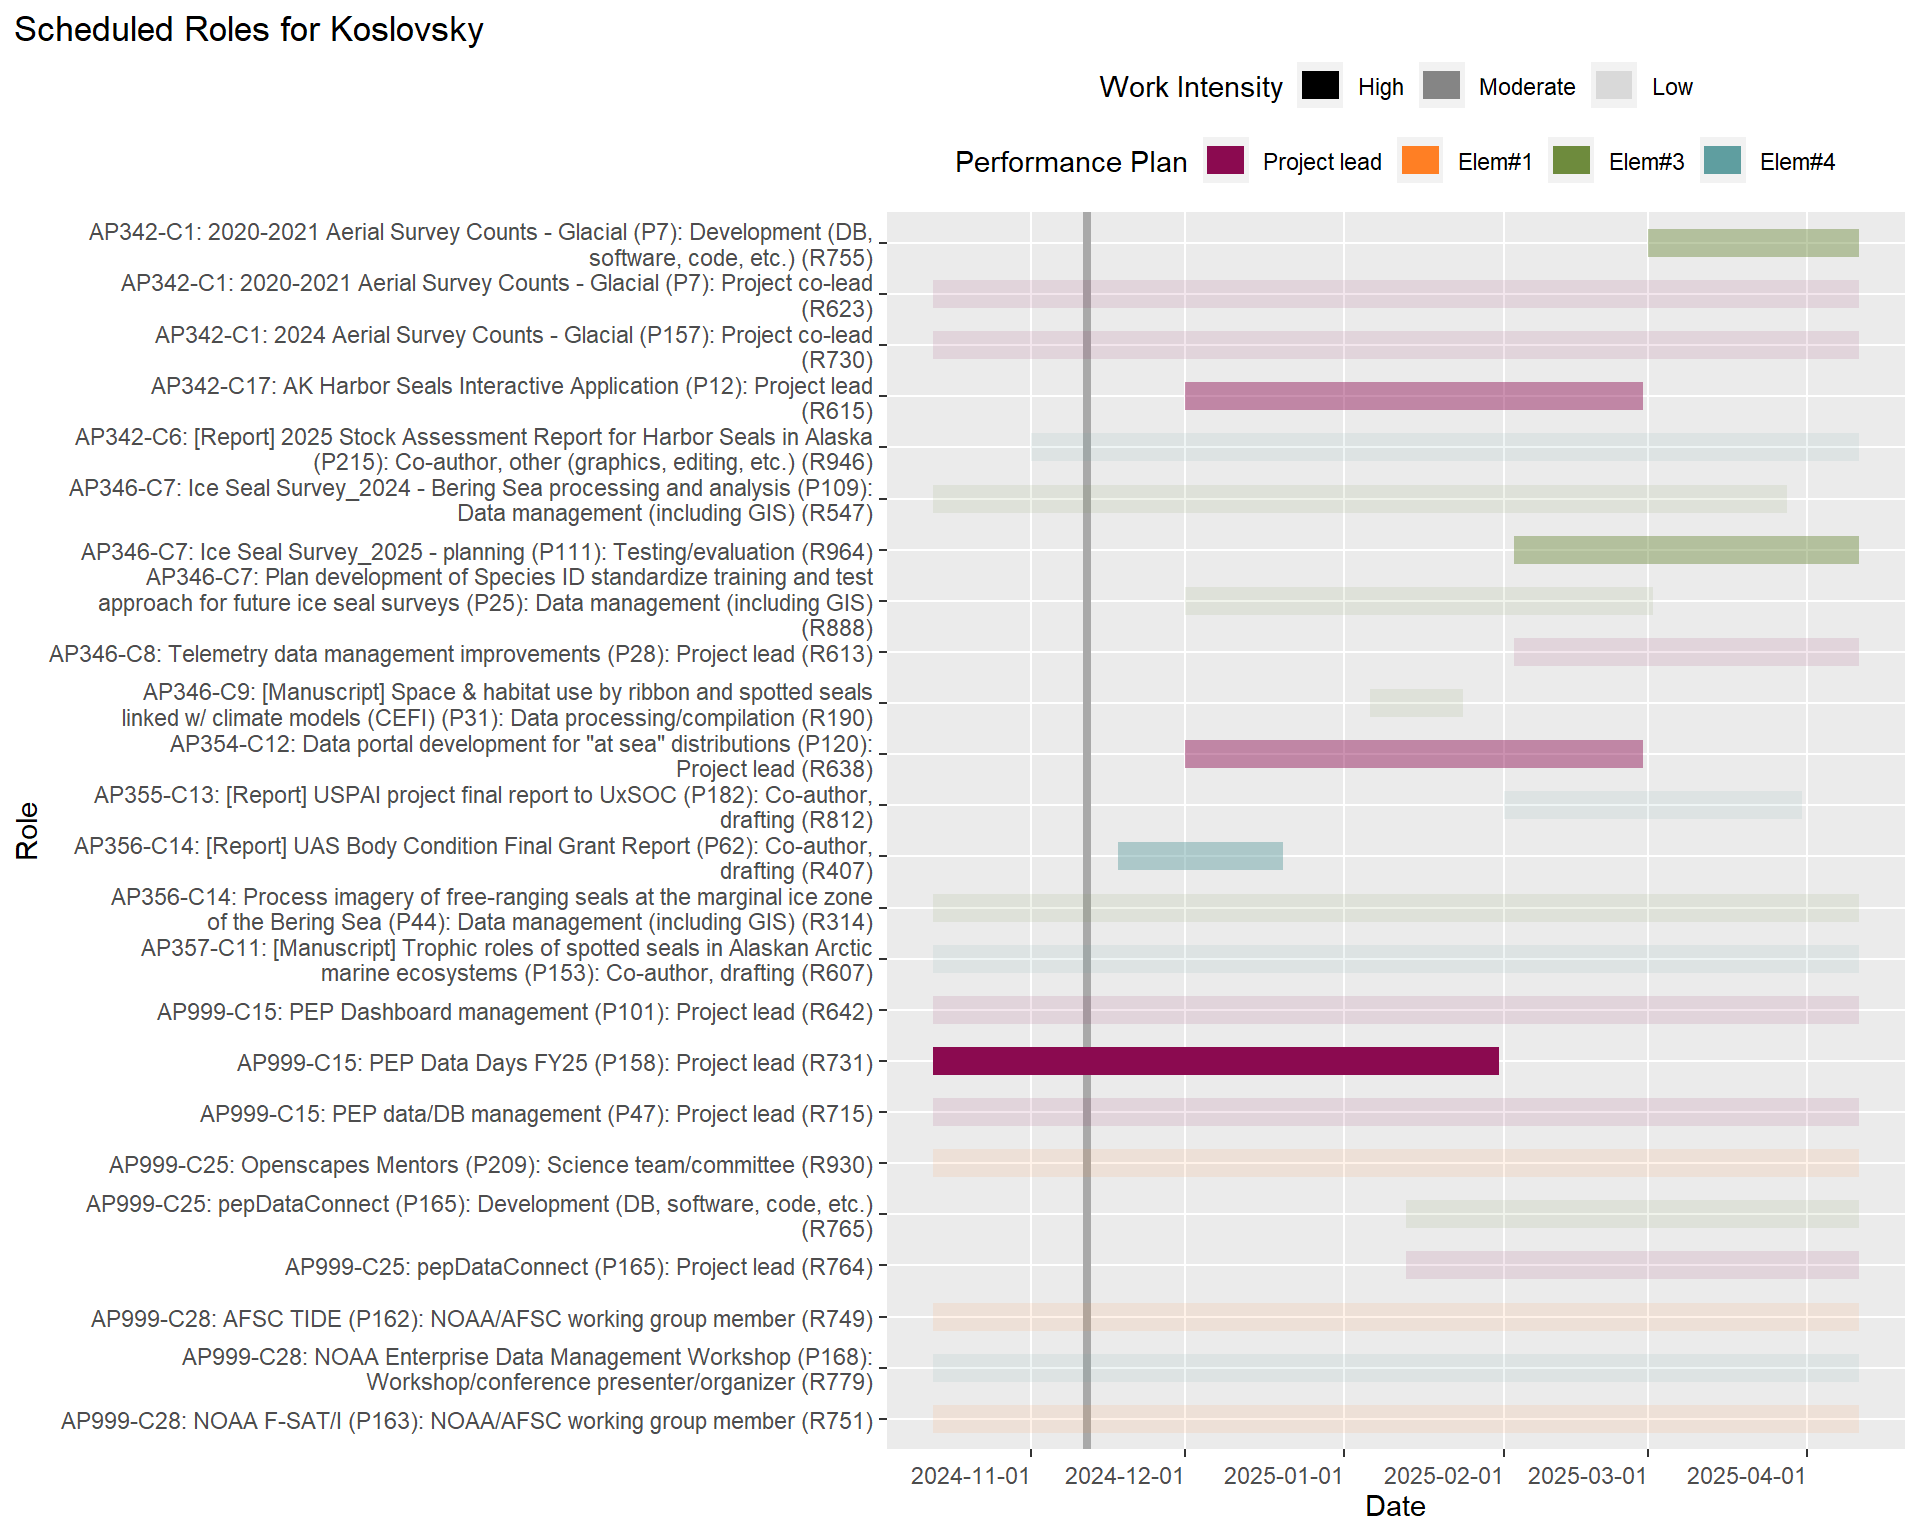 Scheduled Roles for Koslovsky
Work Intensity High Moderate Low
Performance Plan Project lead Elem#1 Elem#3 Elem#4
AP342-C1: 2020-2021 Aerial Survey Counts - Glacial (P7): Development (DB,
software, code, etc.) (R755)
AP342-C1: 2020-2021 Aerial Survey Counts - Glacial (P7): Project co-lead
(R623)
AP342-C1: 2024 Aerial Survey Counts - Glacial (P157): Project co-lead
(R730)
AP342-C17: AK Harbor Seals Interactive Application (P12): Project lead
(R615)
AP342-C6: [Report] 2025 Stock Assessment Report for Harbor Seals in Alaska
(P215): Co-author, other (graphics, editing, etc.) (R946)
AP346-C7: Ice Seal Survey_2024 - Bering Sea processing and analysis (P109):
Data management (including GIS) (R547)
AP346-C7: Ice Seal Survey_2025 - planning (P111): Testing/evaluation (R964)
AP346-C7: Plan development of Species ID standardize training and test
approach for future ice seal surveys (P25): Data management (including GIS)
(R888)
AP346-C8: Telemetry data management improvements (P28): Project lead (R613)
AP346-C9: [Manuscript] Space & habitat use by ribbon and spotted seals
linked w/ climate models (CEFI) (P31): Data processing/compilation (R190)
AP354-C12: Data portal development for "at sea" distributions (P120):
Project lead (R638)
AP355-C13: [Report] USPAI project final report to UxSOC (P182): Co-author,
drafting (R812)
AP356-C14: [Report] UAS Body Condition Final Grant Report (P62): Co-author,
drafting (R407)
AP356-C14: Process imagery of free-ranging seals at the marginal ice zone
of the Bering Sea (P44): Data management (including GIS) (R314)
AP357-C11: [Manuscript] Trophic roles of spotted seals in Alaskan Arctic
marine ecosystems (P153): Co-author, drafting (R607)
AP999-C15: PEP Dashboard management (P101): Project lead (R642)
AP999-C15: PEP Data Days FY25 (P158): Project lead (R731)
AP999-C15: PEP data/DB management (P47): Project lead (R715)
AP999-C25: Openscapes Mentors (P209): Science team/committee (R930)
AP999-C25: pepDataConnect (P165): Development (DB, software, code, etc.)
(R765)
AP999-C25: pepDataConnect (P165): Project lead (R764)
AP999-C28: AFSC TIDE (P162): NOAA/AFSC working group member (R749)
AP999-C28: NOAA Enterprise Data Management Workshop (P168):
Workshop/conference presenter/organizer (R779)
AP999-C28: NOAA F-SAT/I (P163): NOAA/AFSC working group member (R751)
Role
2024-11-01 2024-12-01 2025-01-01 2025-02-01 2025-03-01 2025-04-01
Date